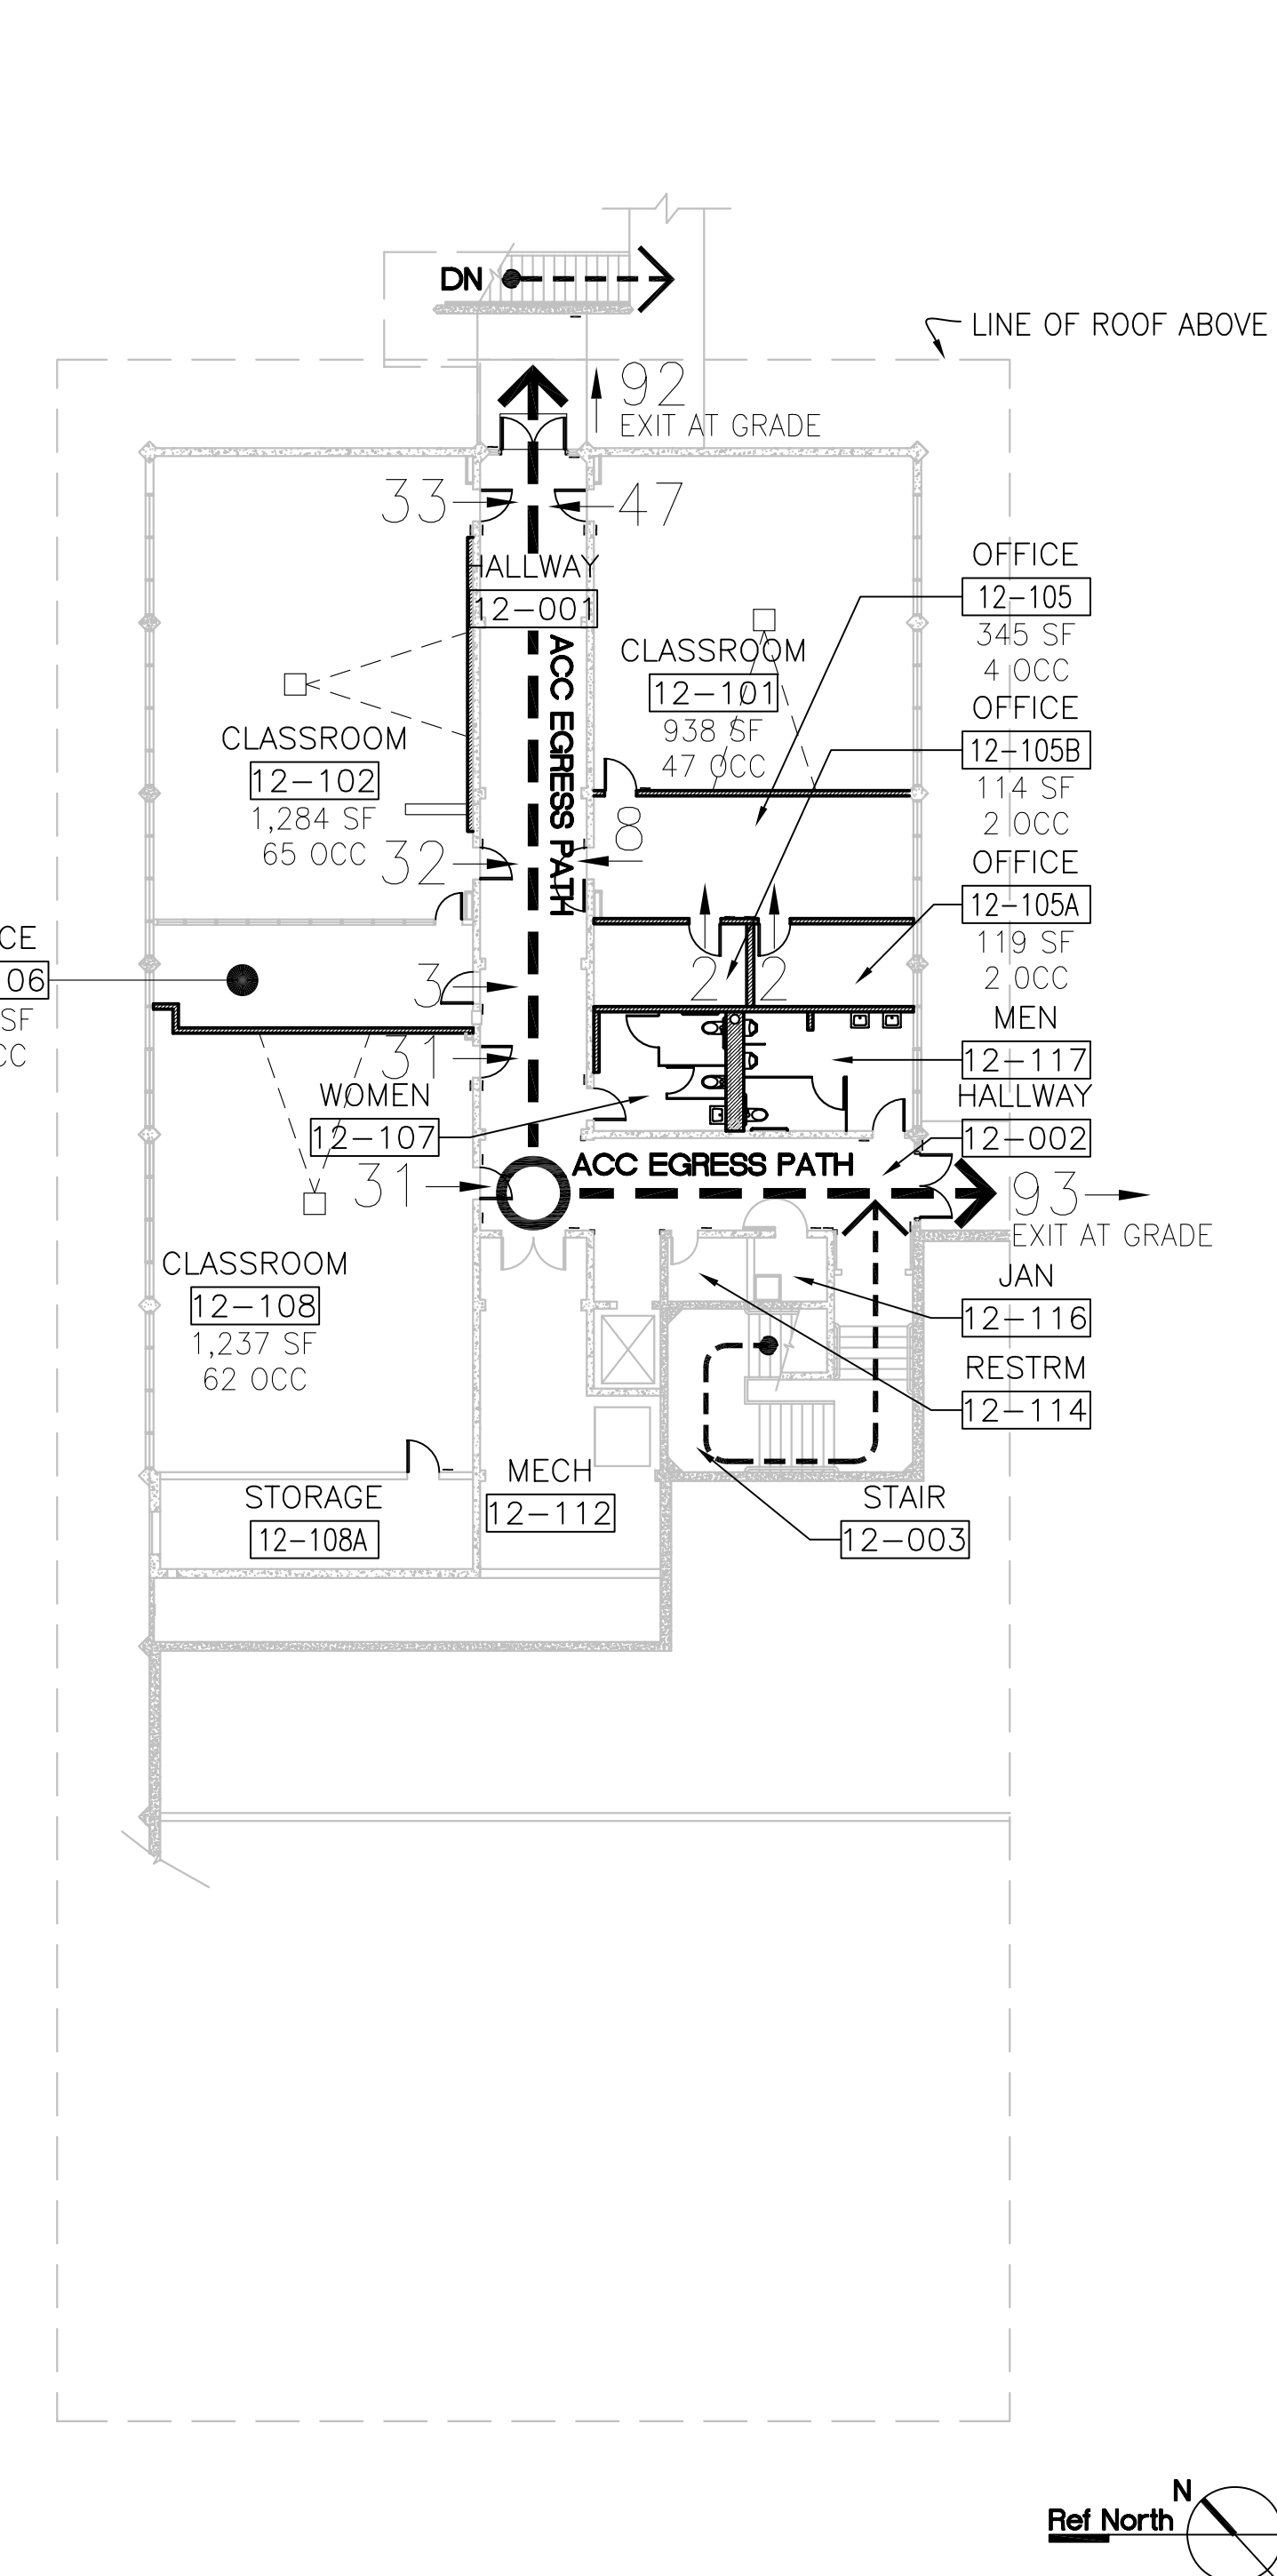 DN
LINE OF ROOF ABOVE
92
EXIT AT GRADE
33
47
HALLWAY
12-001
ACC EGRESS PATH
OFFICE
12-105
345 SF
4 OCC
CLASSROOM
12-101
938 SF
47 OCC
OFFICE
12-105B
114 SF
2 OCC
CLASSROOM
12-102
1,284 SF
65 OCC
32
8
OFFICE
12-105A
119 SF
2 OCC
CE
06
SF
CC
3
2
2
MEN
12-117
31
WOMEN
12-107
HALLWAY
12-002
ACC EGRESS PATH
31
93
EXIT AT GRADE
CLASSROOM
12-108
1,237 SF
62 OCC
JAN
12-116
RESTRM
12-114
MECH
12-112
STORAGE
12-108A
STAIR
12-003
N
Ref North